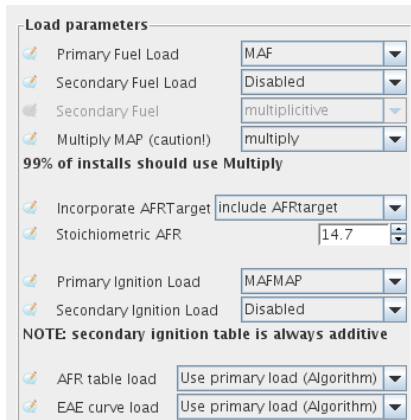 Load parameters
Primary Fuel Load MAF
Secondary Fuel Load Disabled
Secondary Fuel multiplicitive
Multiply MAP (caution!) multiply
99% of installs should use Multiply
Incorporate AFRTarget include AFRtarget
Stoichiometric AFR 14.7
Primary Ignition Load MAFMAP
Secondary Ignition Load Disabled
NOTE: secondary ignition table is always additive
AFR table load Use primary load (Algorithm)
EAE curve load Use primary load (Algorithm)